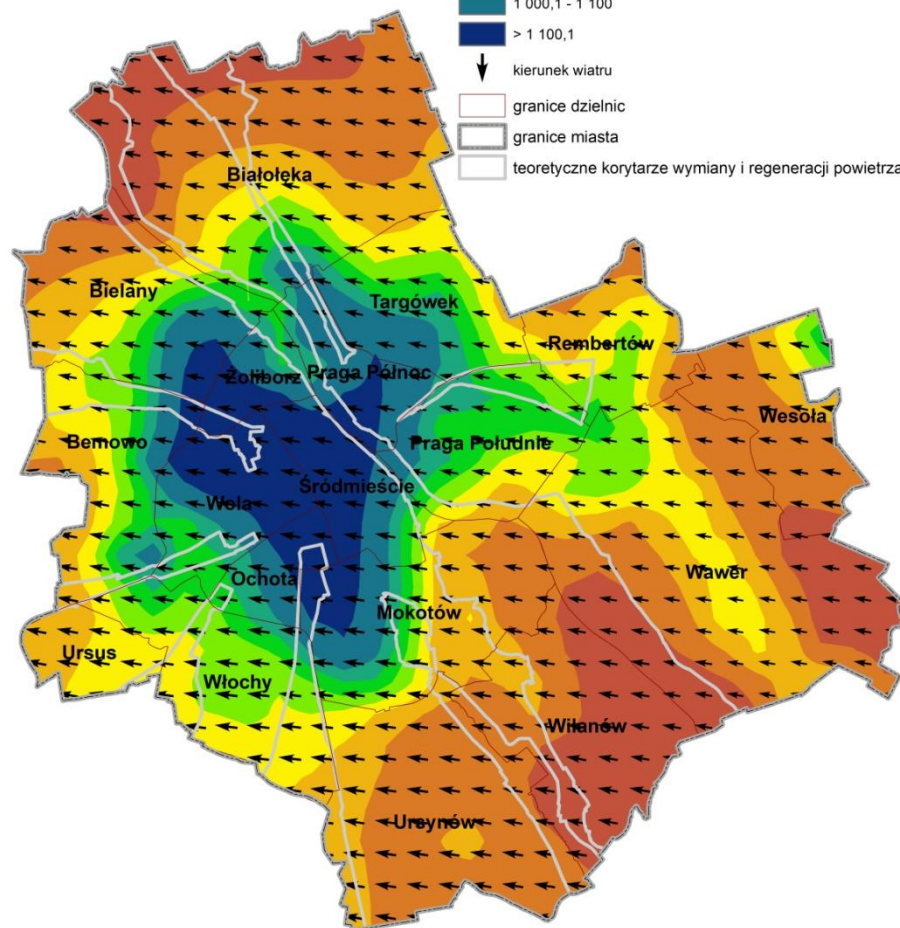 1 000,1 - 1 100
> 1 100,1
kierunek wiatru
granice dzielnic
granice miasta
teoretyczne korytarze wymiany i regeneracji powietrza
Białołęka
Bielany
Targówek
Rembertów
Żoliborz
Praga Północ
Wesoła
Bemowo
Praga Południe
Śródmieście
Wola
Wawer
Ochota
Mokotów
Ursus
Włochy
Wilanów
Ursynów